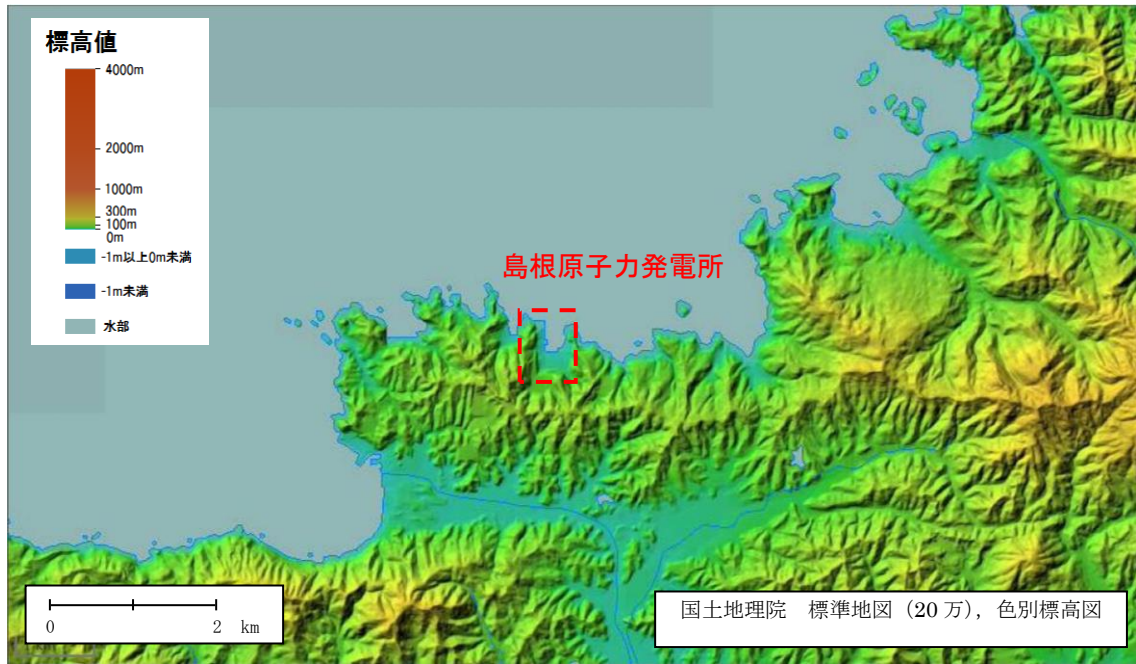 標高値
4000m
2000m
1000m
300m
100m
0m
-1m以上0m未満
-1m未満
水部
島根原子力発電所
0 2 km
国土地理院 標準地図（20 万），色別標高図